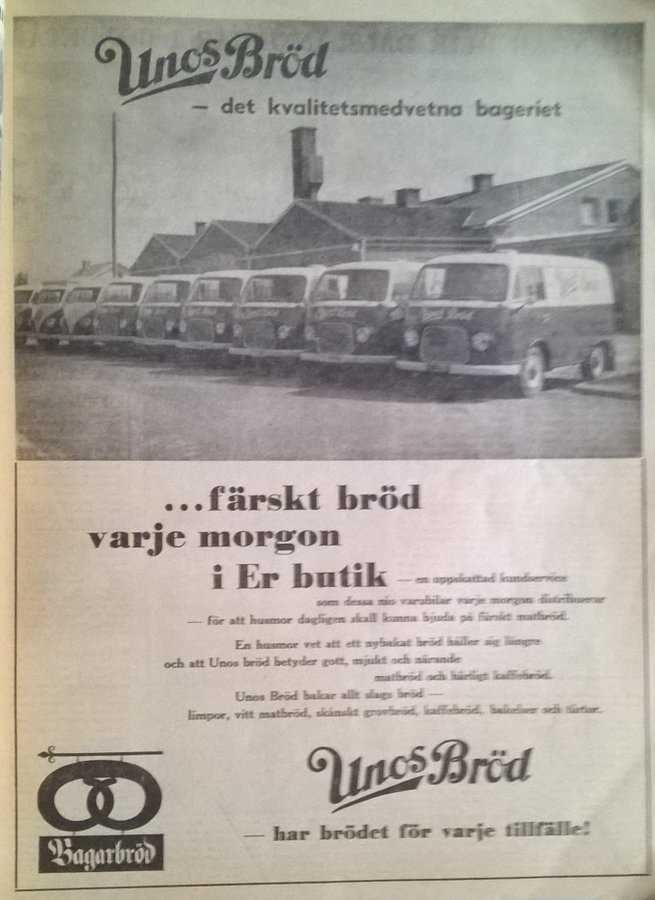 Unos Bröd
– det kvalitetsmedvetna bageriet
Unos Bröd
...färskt bröd
varje morgon
i Er butik — en uppskattad kundservice
som dessa nio varubilar varje morgon distribuerar
— för att husmor dagligen skall kunna bjuda på färskt matbröd.
En husmor vet att ett nybakat bröd håller sig längre
och att Unos bröd betyder gott, mjukt och närande
matbröd och härligt kaffebröd.
Unos Bröd bakar allt slags bröd —
limpor, vitt matbröd, skånskt grovbröd, kaffebröd, bakelser och tårtor.
Bagarbröd
Unos Bröd
— har brödet för varje tillfälle!